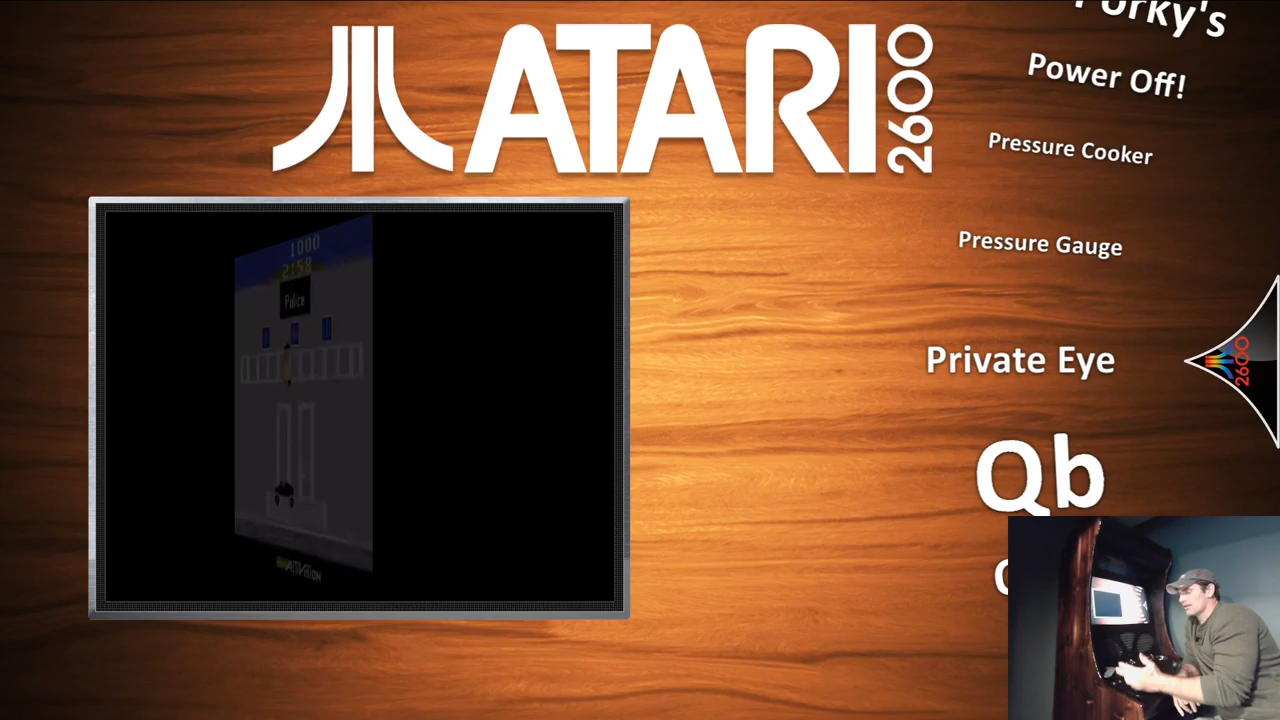 ATARI 2600
Porky's
Power Off!
Pressure Cooker
Pressure Gauge
Private Eye
Qb
2600
1000
2:58
Police
ACTIVISION